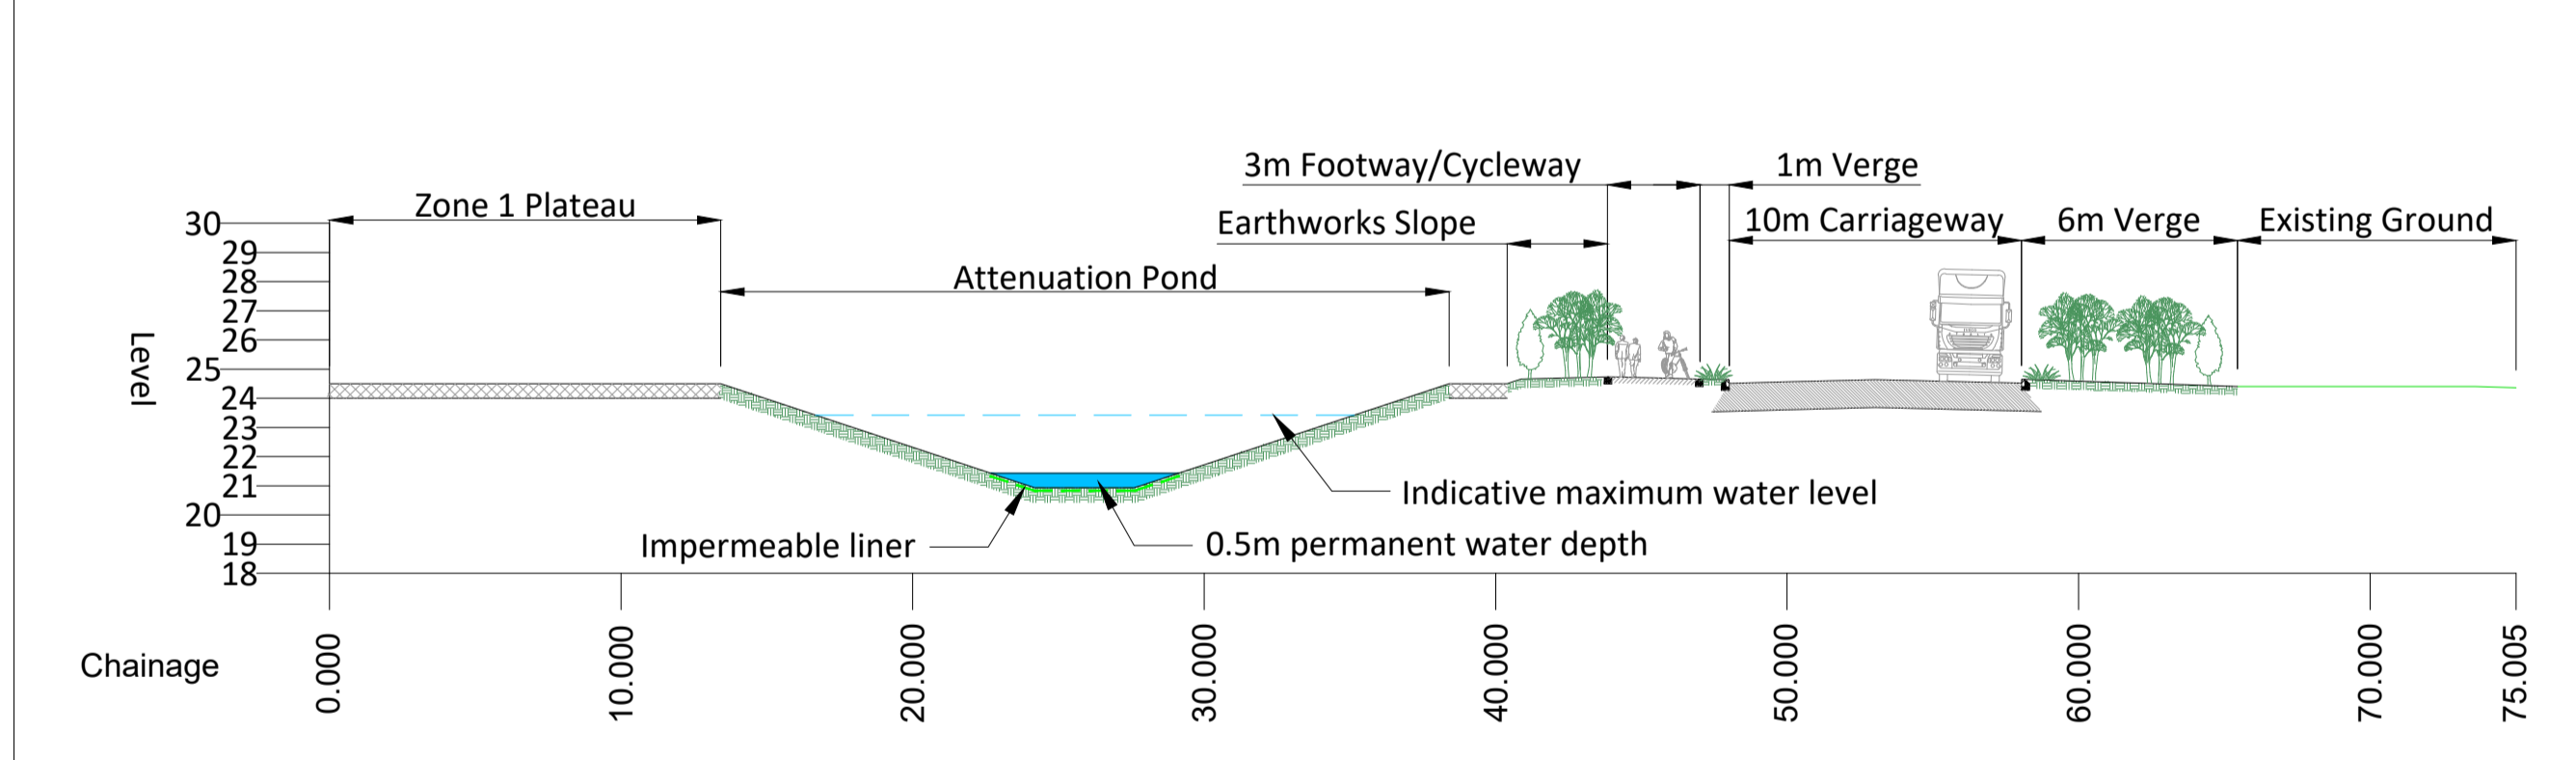 3m Footway/Cycleway
1m Verge
Zone 1 Plateau
Earthworks Slope
10m Carriageway
6m Verge
Existing Ground
Attenuation Pond
30
29
28
27
26
25
24
23
22
21
20
19
18
Level
Indicative maximum water level
Impermeable liner
0.5m permanent water depth
Chainage
0.000
10.000
20.000
30.000
40.000
50.000
60.000
70.000
75.005